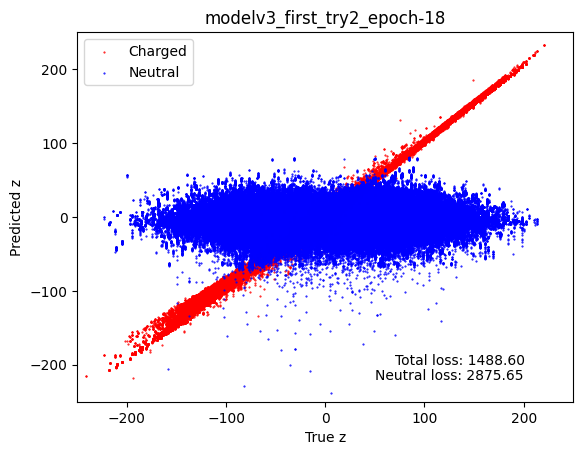 modelv3_first_try2_epoch-18
Charged
Neutral
200
100
0
−100
−200
Predicted z
Total loss: 1488.60
Neutral loss: 2875.65
−200
−100
0
100
200
True z